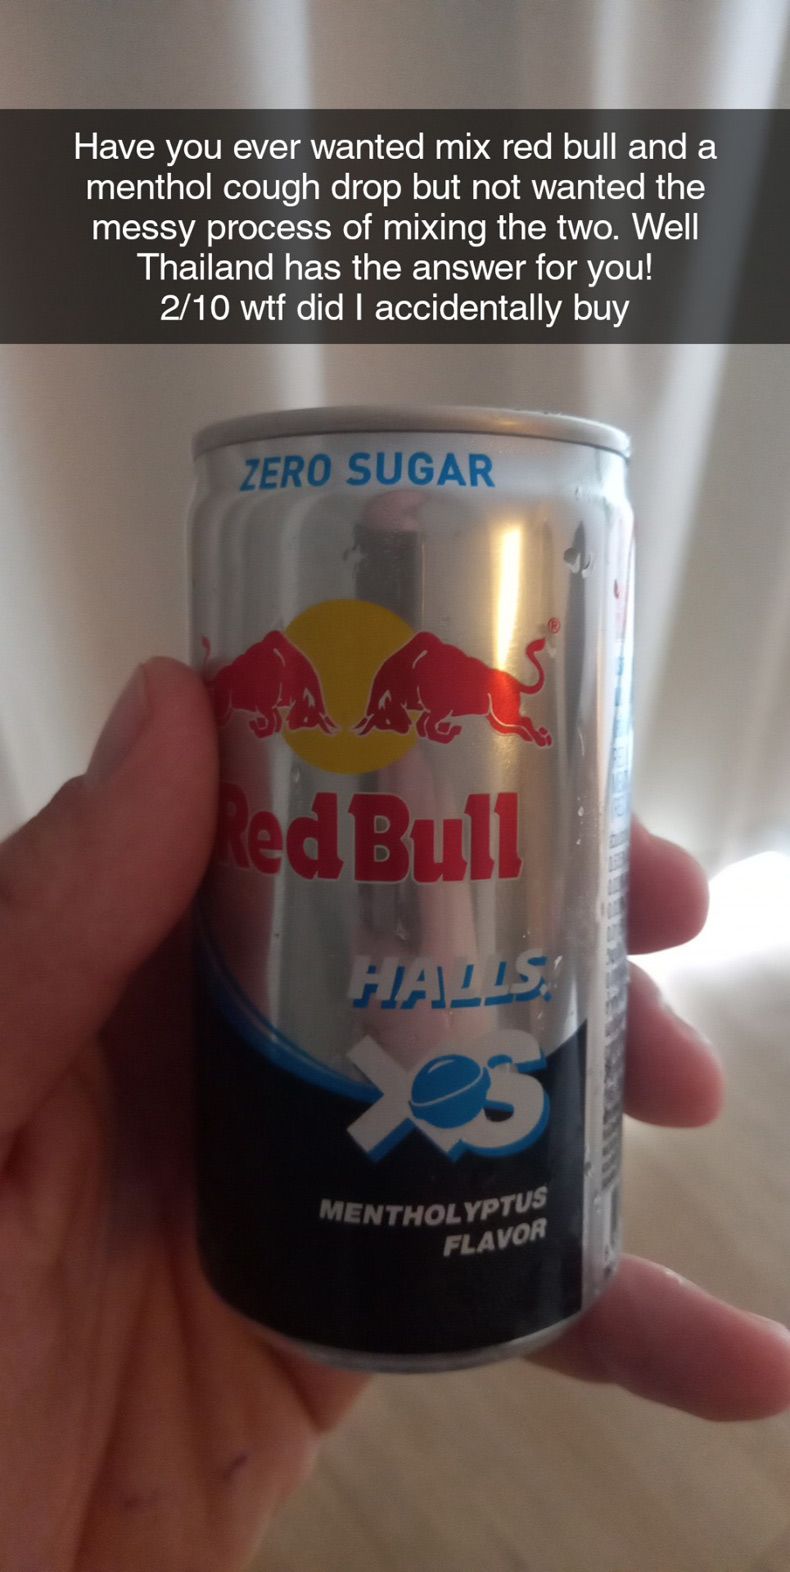 Have you ever wanted mix red bull and a
menthol cough drop but not wanted the
messy process of mixing the two. Well
Thailand has the answer for you!
2/10 wtf did I accidentally buy
ZERO SUGAR
®
Red Bull
HALLS
XS
MENTHOLYPTUS
FLAVOR